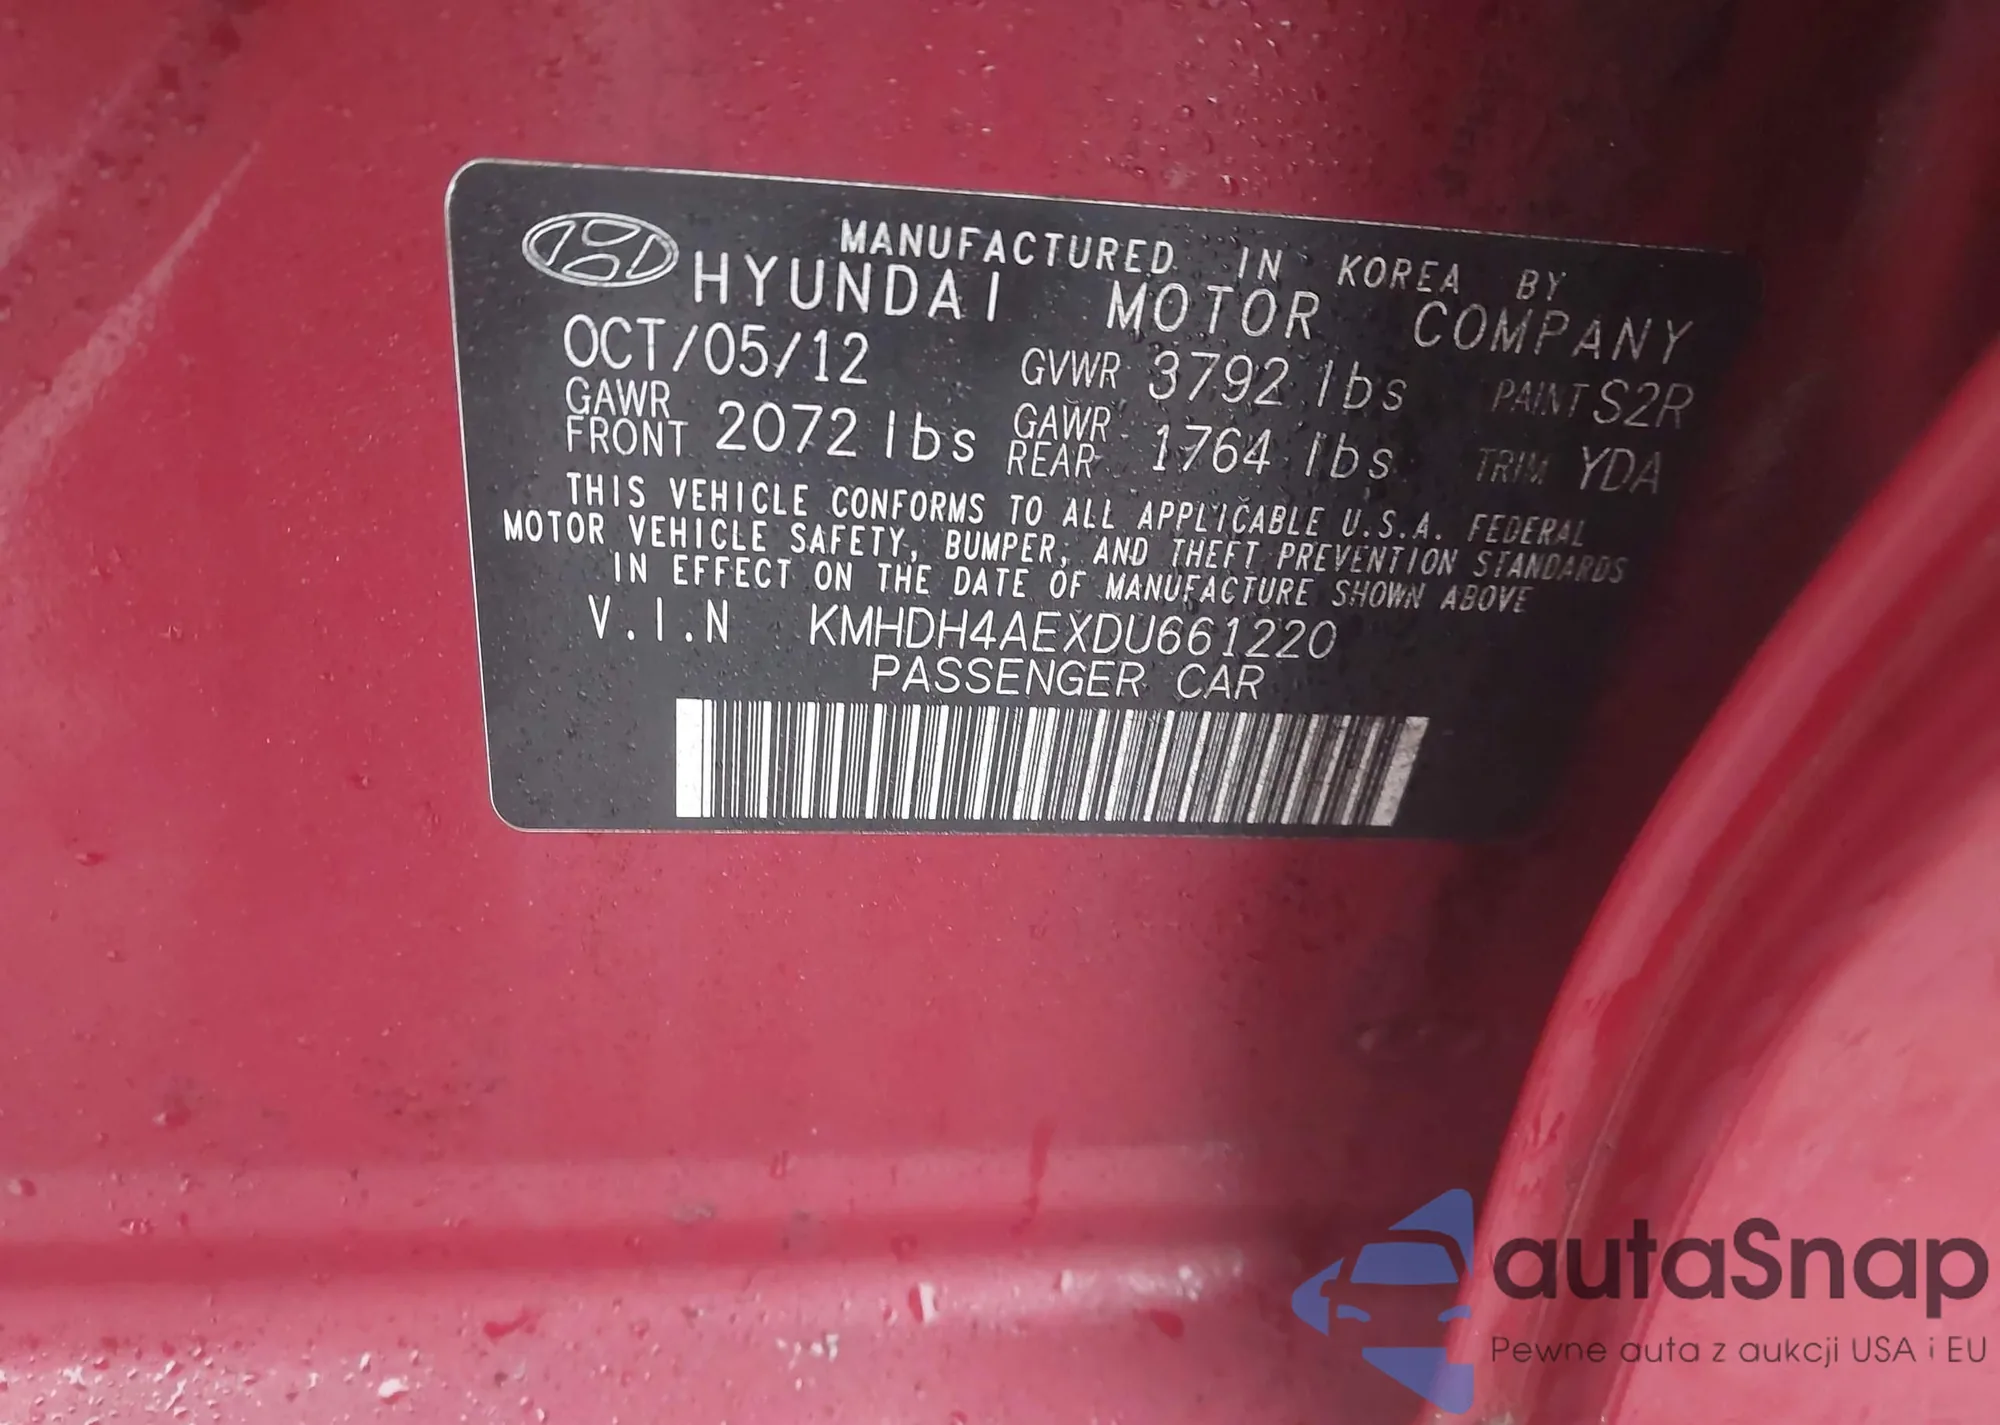 MANUFACTURED IN KOREA BY
HYUNDAI MOTOR COMPANY
OCT/05/12 GVWR 3792 lbs PAINT S2R
GAWR FRONT 2072 lbs GAWR REAR 1764 lbs TRIM YDA
THIS VEHICLE CONFORMS TO ALL APPLICABLE U.S.A. FEDERAL
MOTOR VEHICLE SAFETY, BUMPER, AND THEFT PREVENTION STANDARDS
IN EFFECT ON THE DATE OF MANUFACTURE SHOWN ABOVE
V.I.N KMHDH4AEXDU661220
PASSENGER CAR
autaSnap
Pewne auta z aukcji USA i EU